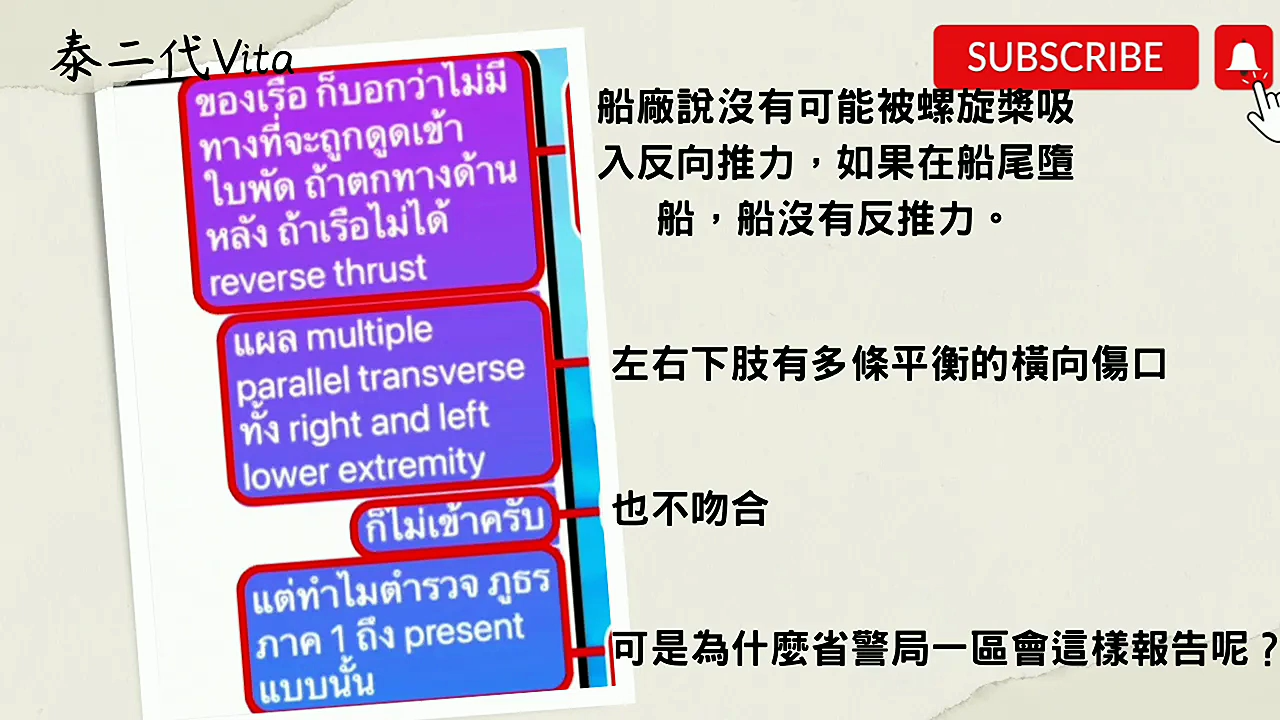 泰二代Vita
SUBSCRIBE
ของเรือ ก็บอกว่าไม่มี
ทางที่จะถูกดูดเข้า
ใบพัด ถ้าตกทางด้าน
หลัง ถ้าเรือไม่ได้
reverse thrust
船廠說沒有可能被螺旋槳吸
入反向推力，如果在船尾墮
船，船沒有反推力。
แผล multiple
parallel transverse
ทั้ง right and left
lower extremity
左右下肢有多條平衡的橫向傷口
ก็ไม่เข้าครับ
也不吻合
แต่ทำไมตำรวจ ภูธร
ภาค 1 ถึง present
แบบนั้น
可是為什麼省警局一區會這樣報告呢？